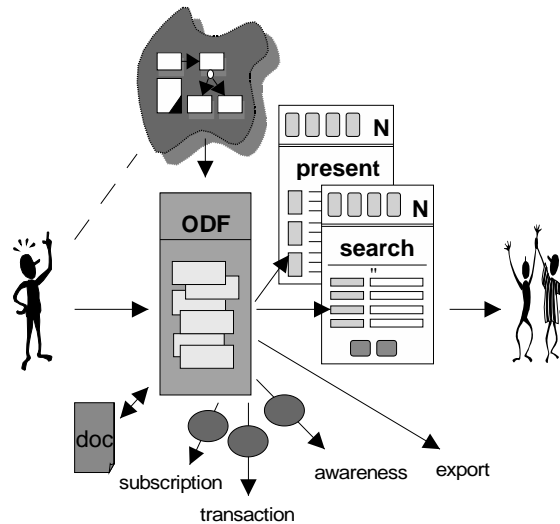 N
present
ODF
N
search
"
doc
subscription
awareness
export
transaction